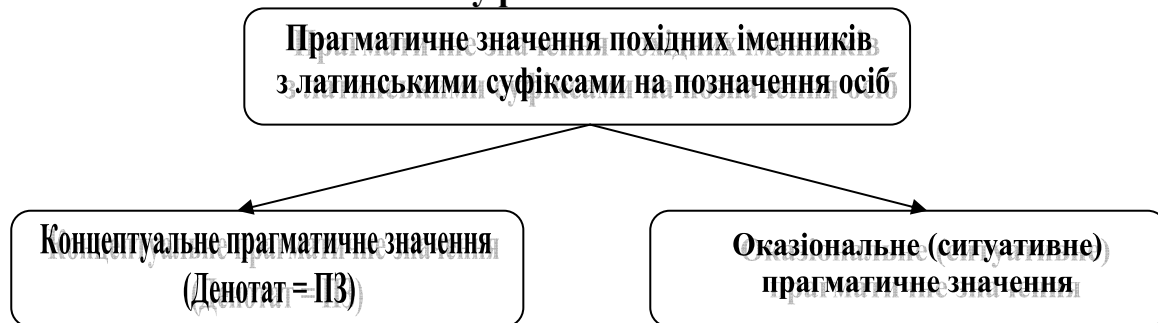 Прагматичне значення похідних іменників
з латинськими суфіксами на позначення осіб
Концептуальне прагматичне значення
(Денотат = ПЗ)
Оказіональне (ситуативне)
прагматичне значення